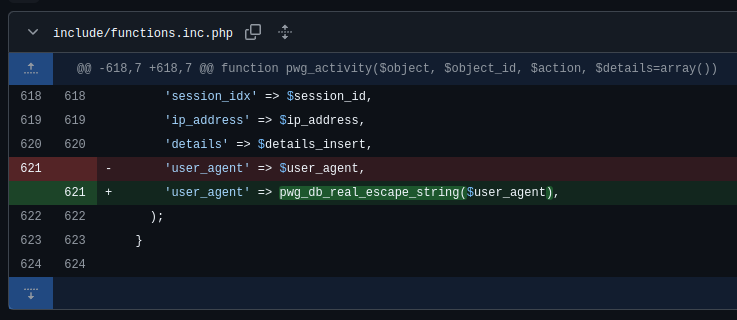 include/functions.inc.php
@@ -618,7 +618,7 @@ function pwg_activity($object, $object_id, $action, $details=array())
618 618 'session_idx' => $session_id,
619 619 'ip_address' => $ip_address,
620 620 'details' => $details_insert,
621 - 'user_agent' => $user_agent,
621 + 'user_agent' => pwg_db_real_escape_string($user_agent),
622 622 );
623 623 }
624 624